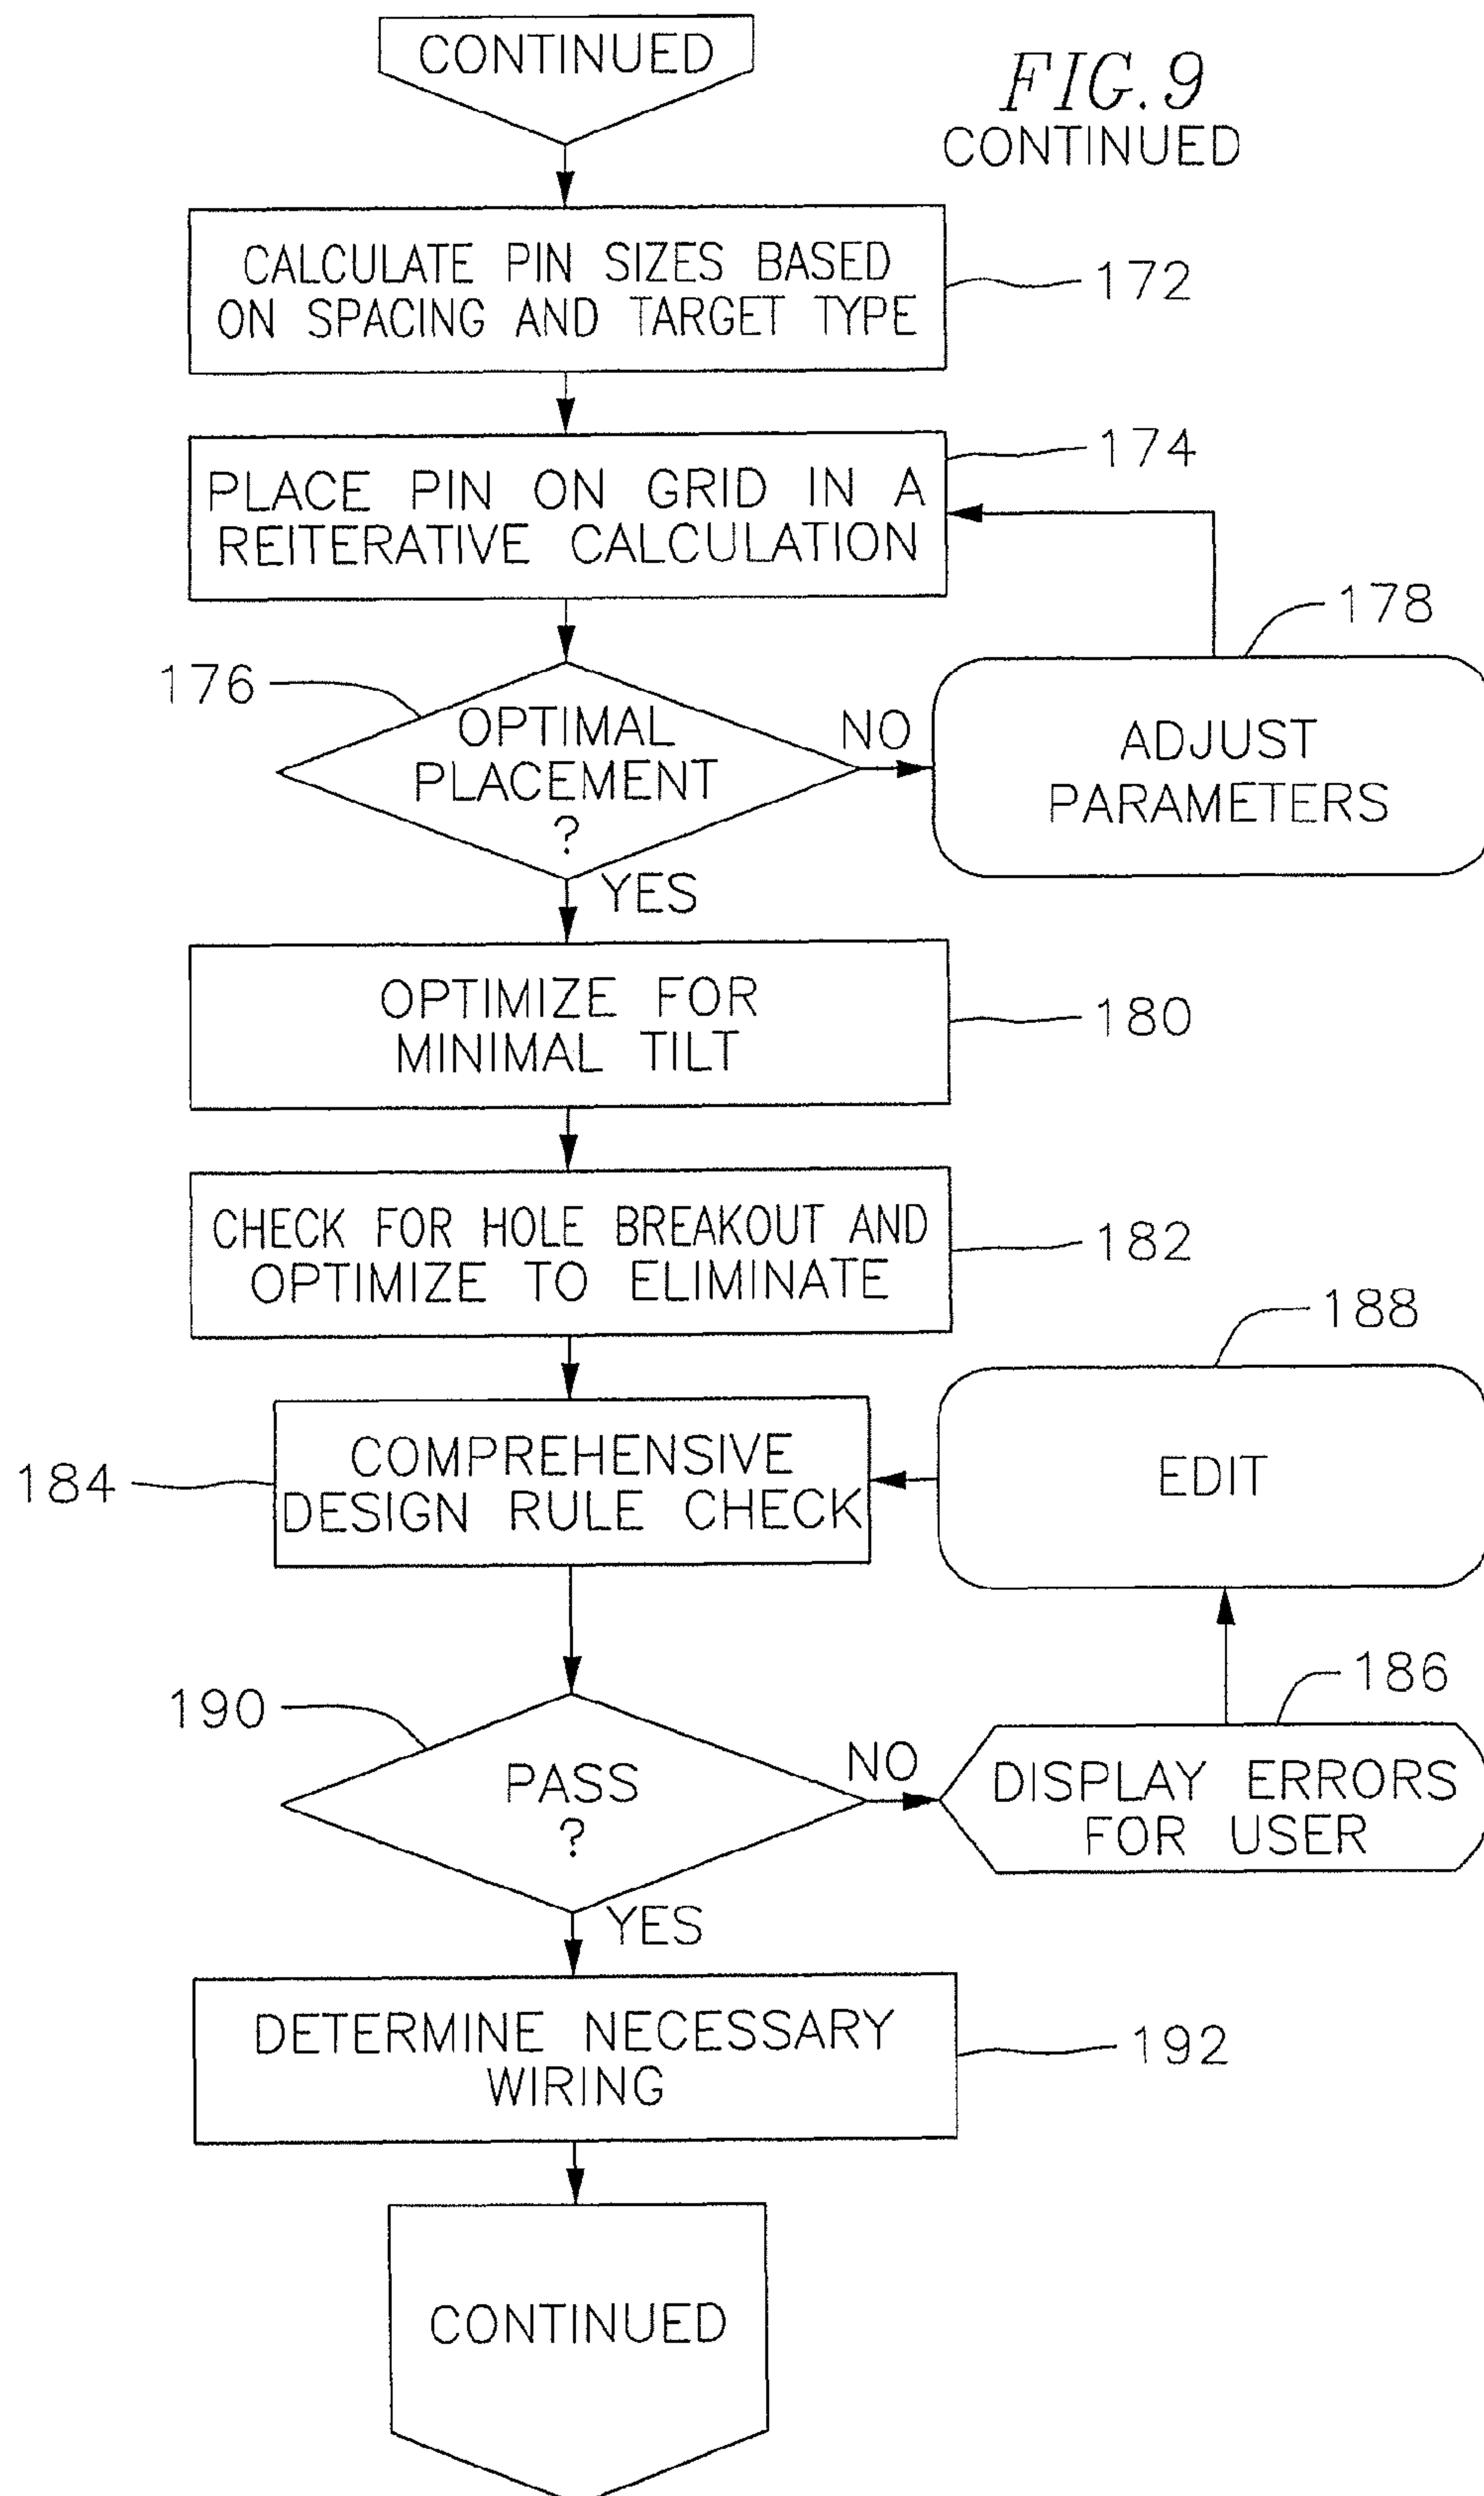 CONTINUED
FIG.9
CONTINUED
CALCULATE PIN SIZES BASED
ON SPACING AND TARGET TYPE
172
PLACE PIN ON GRID IN A
REITERATIVE CALCULATION
174
176
OPTIMAL
PLACEMENT
?
NO
178
ADJUST
PARAMETERS
YES
OPTIMIZE FOR
MINIMAL TILT
180
CHECK FOR HOLE BREAKOUT AND
OPTIMIZE TO ELIMINATE
182
184
COMPREHENSIVE
DESIGN RULE CHECK
188
EDIT
190
PASS
?
NO
186
DISPLAY ERRORS
FOR USER
YES
DETERMINE NECESSARY
WIRING
192
CONTINUED